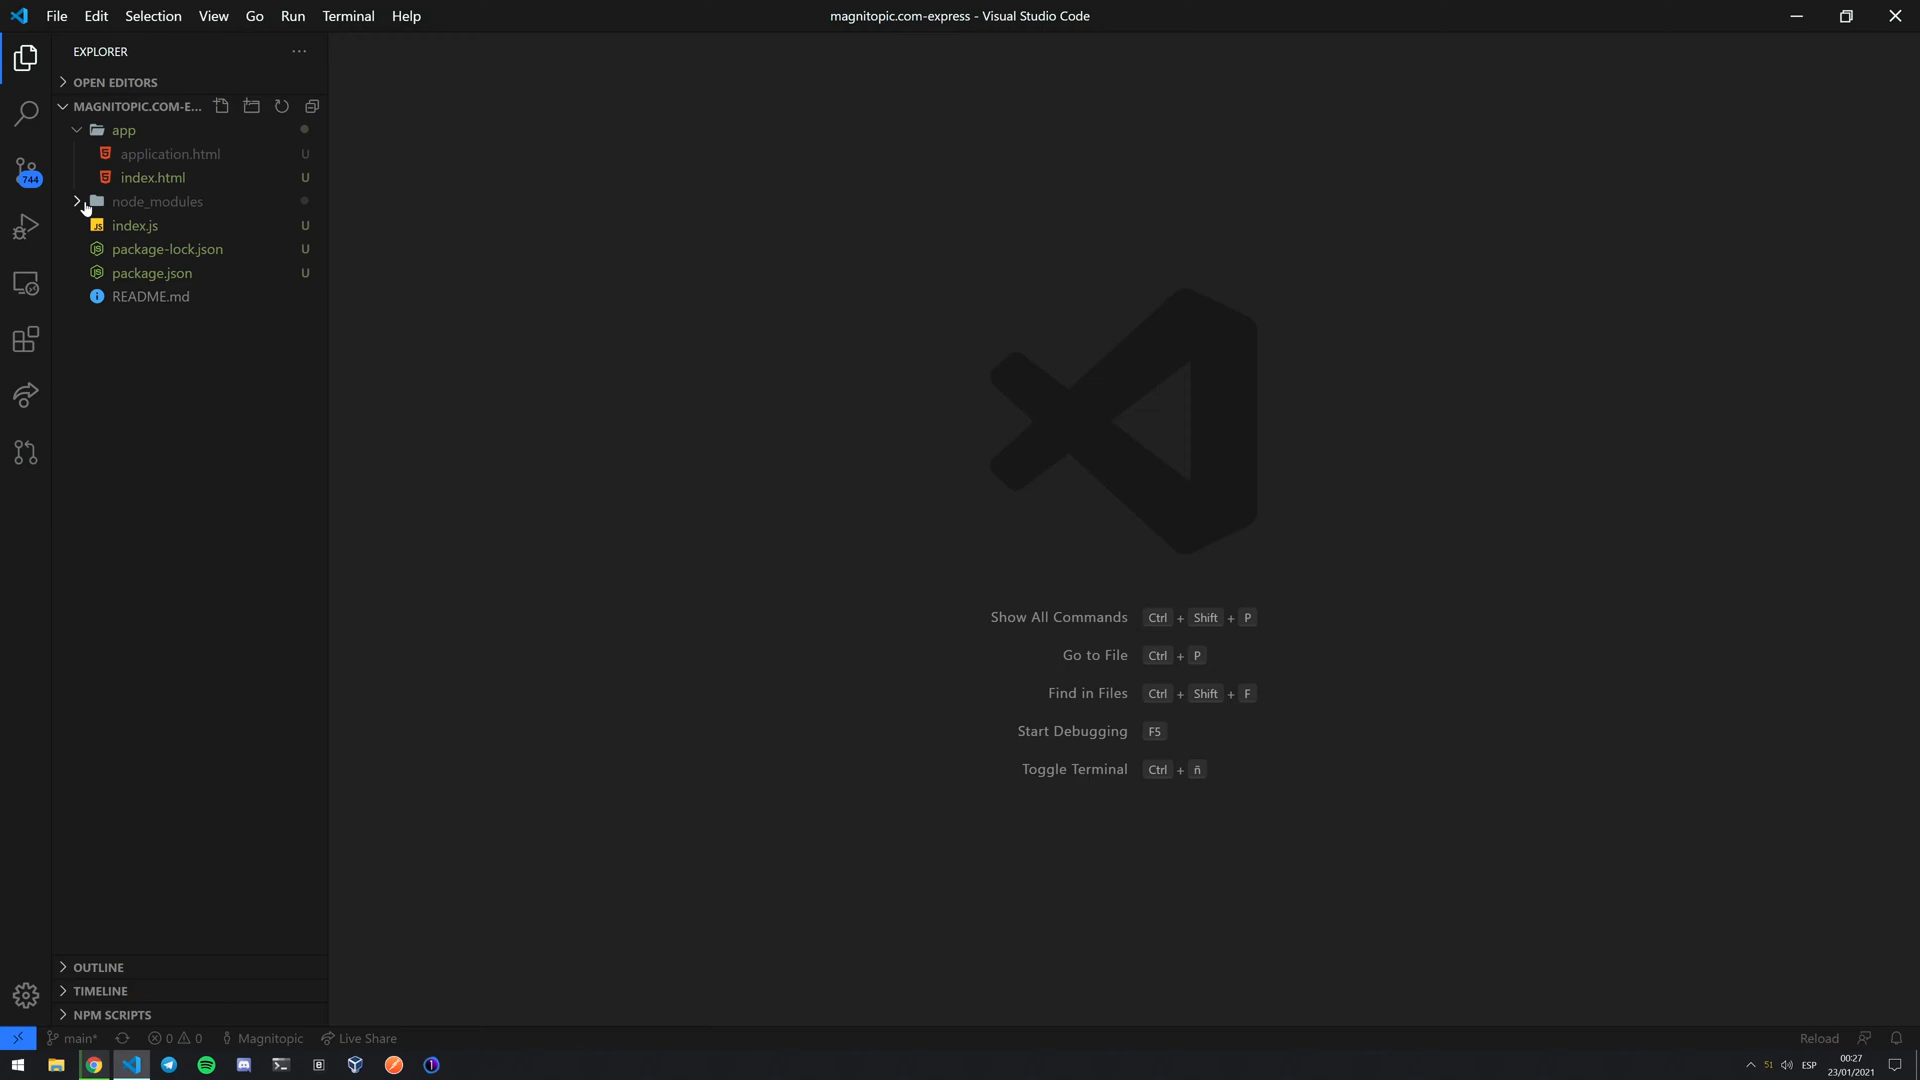 File Edit Selection View Go Run Terminal Help
magnitopic.com-express - Visual Studio Code
EXPLORER
OPEN EDITORS
MAGNITOPIC.COM-E...
app
application.html U
index.html U
node_modules
index.js U
package-lock.json U
package.json U
README.md
744
Show All Commands Ctrl + Shift + P
Go to File Ctrl + P
Find in Files Ctrl + Shift + F
Start Debugging F5
Toggle Terminal Ctrl + ñ
OUTLINE
TIMELINE
NPM SCRIPTS
main* 0 0 Magnitopic Live Share Reload
51 ESP
00:27
23/01/2021